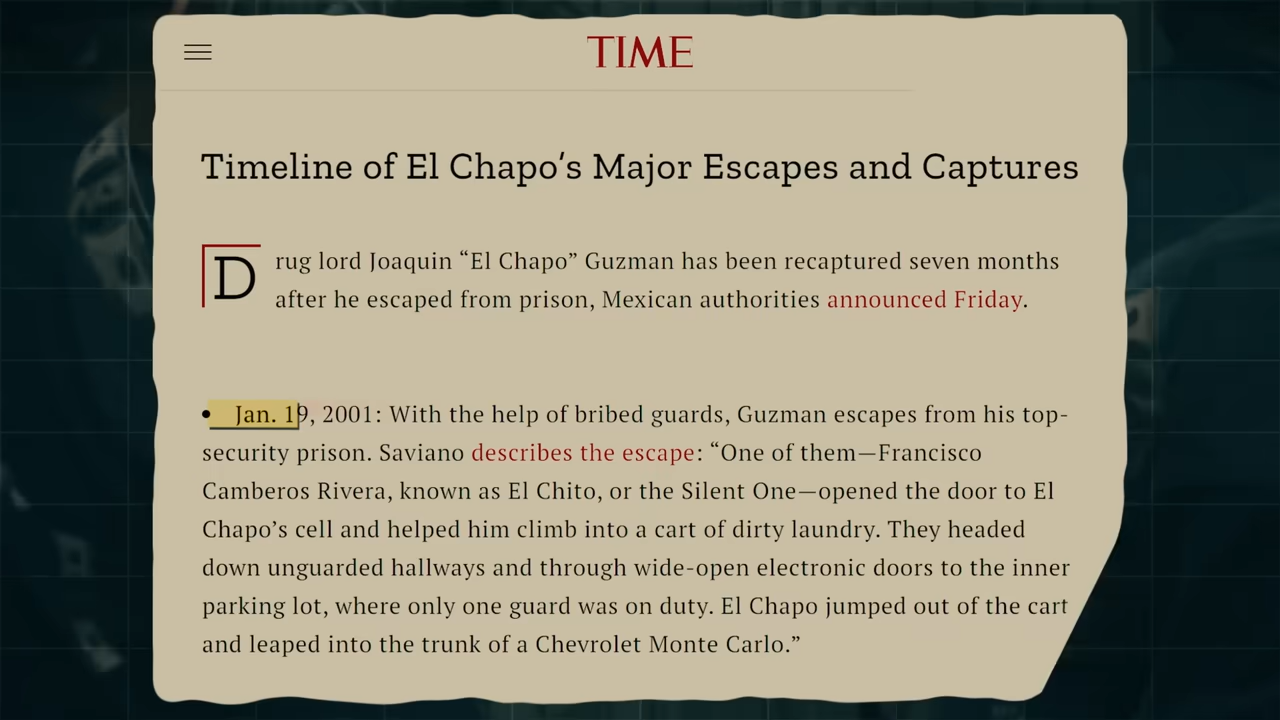 TIME
Timeline of El Chapo’s Major Escapes and Captures
Drug lord Joaquin “El Chapo” Guzman has been recaptured seven months
after he escaped from prison, Mexican authorities announced Friday.
• Jan. 19, 2001: With the help of bribed guards, Guzman escapes from his top-
security prison. Saviano describes the escape: “One of them—Francisco
Camberos Rivera, known as El Chito, or the Silent One—opened the door to El
Chapo’s cell and helped him climb into a cart of dirty laundry. They headed
down unguarded hallways and through wide-open electronic doors to the inner
parking lot, where only one guard was on duty. El Chapo jumped out of the cart
and leaped into the trunk of a Chevrolet Monte Carlo.”